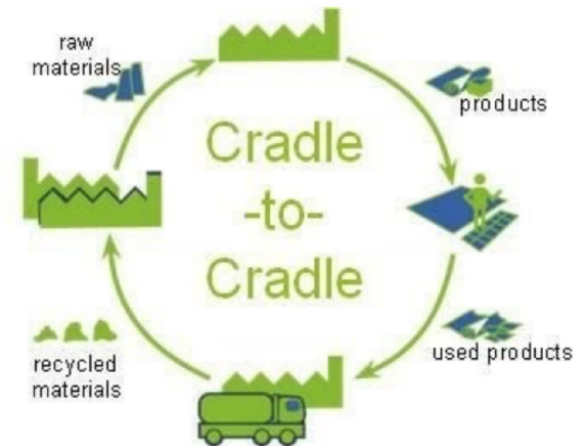 raw
materials
products
Cradle
-to-
Cradle
used products
recycled
materials